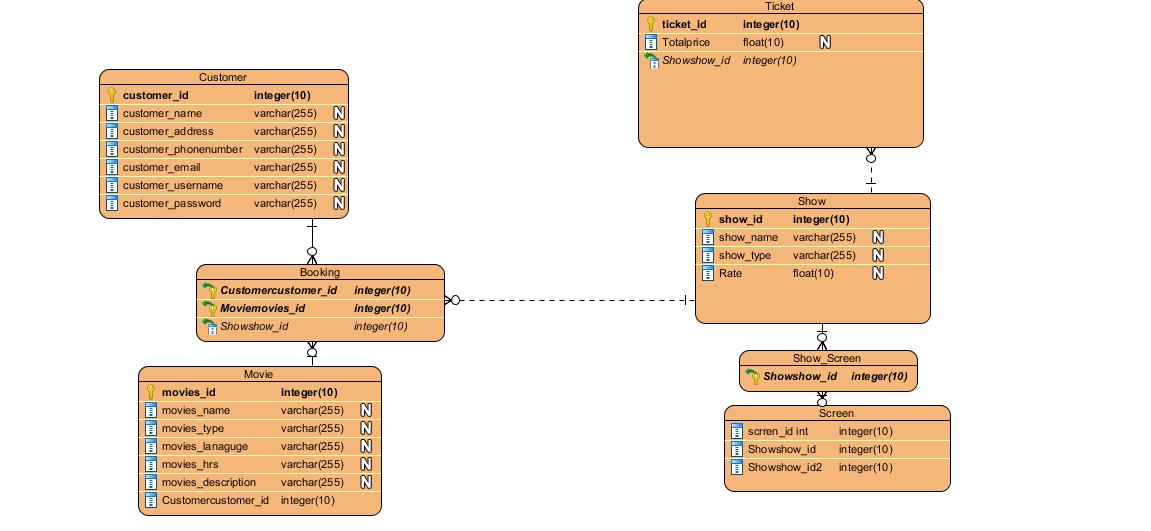 Ticket
ticket_id integer(10)
Totalprice float(10) N
Showshow_id integer(10)
Customer
customer_id integer(10)
customer_name varchar(255) N
customer_address varchar(255) N
customer_phonenumber varchar(255) N
customer_email varchar(255) N
customer_username varchar(255) N
customer_password varchar(255) N
Show
show_id integer(10)
show_name varchar(255) N
show_type varchar(255) N
Rate float(10) N
Booking
Customercustomer_id integer(10)
Moviemovies_id integer(10)
Showshow_id integer(10)
Show_Screen
Showshow_id integer(10)
Movie
movies_id integer(10)
movies_name varchar(255) N
movies_type varchar(255) N
movies_lanaguge varchar(255) N
movies_hrs varchar(255) N
movies_description varchar(255) N
Customercustomer_id integer(10)
Screen
scrren_id int integer(10)
Showshow_id integer(10)
Showshow_id2 integer(10)